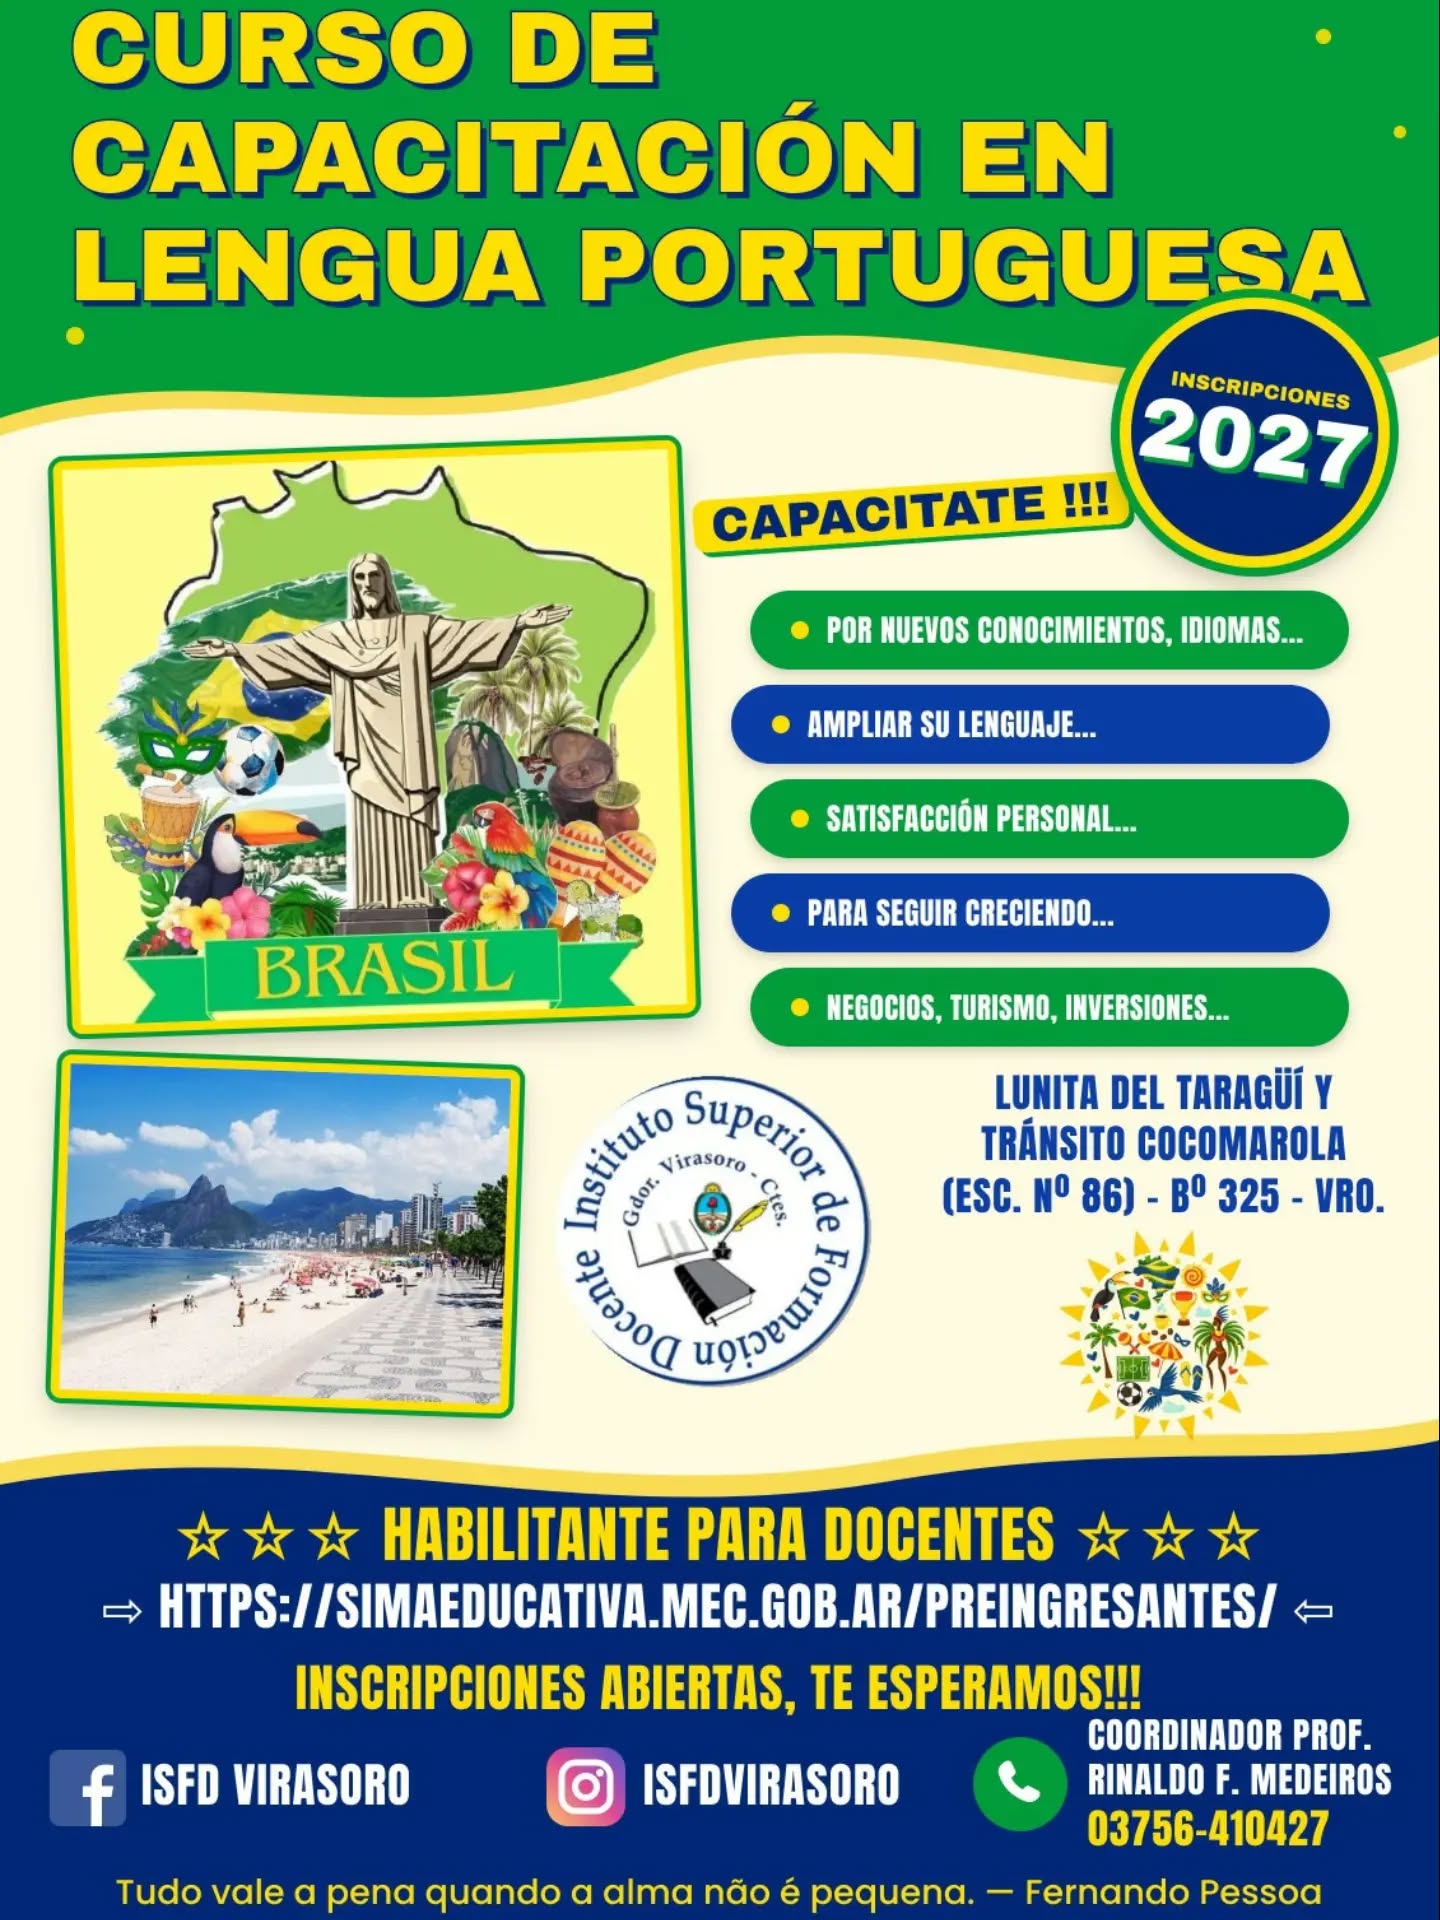 CURSO DE
CAPACITACIÓN EN
LENGUA PORTUGUESA
INSCRIPCIONES
2027
CAPACITATE !!!
POR NUEVOS CONOCIMIENTOS, IDIOMAS...
AMPLIAR SU LENGUAJE...
SATISFACCIÓN PERSONAL...
PARA SEGUIR CRECIENDO...
NEGOCIOS, TURISMO, INVERSIONES...
BRASIL
Instituto Superior de Formación Docente
Gdor. Virasoro - Ctes.
LUNITA DEL TARAGÜÍ Y
TRÁNSITO COCOMAROLA
(ESC. Nº 86) - Bº 325 - VRO.
☆ ☆ ☆ HABILITANTE PARA DOCENTES ☆ ☆ ☆
⇨ HTTPS://SIMAEDUCATIVA.MEC.GOB.AR/PREINGRESANTES/ ⇦
INSCRIPCIONES ABIERTAS, TE ESPERAMOS!!!
ISFD VIRASORO
ISFDVIRASORO
COORDINADOR PROF.
RINALDO F. MEDEIROS
03756-410427
Tudo vale a pena quando a alma não é pequena. — Fernando Pessoa